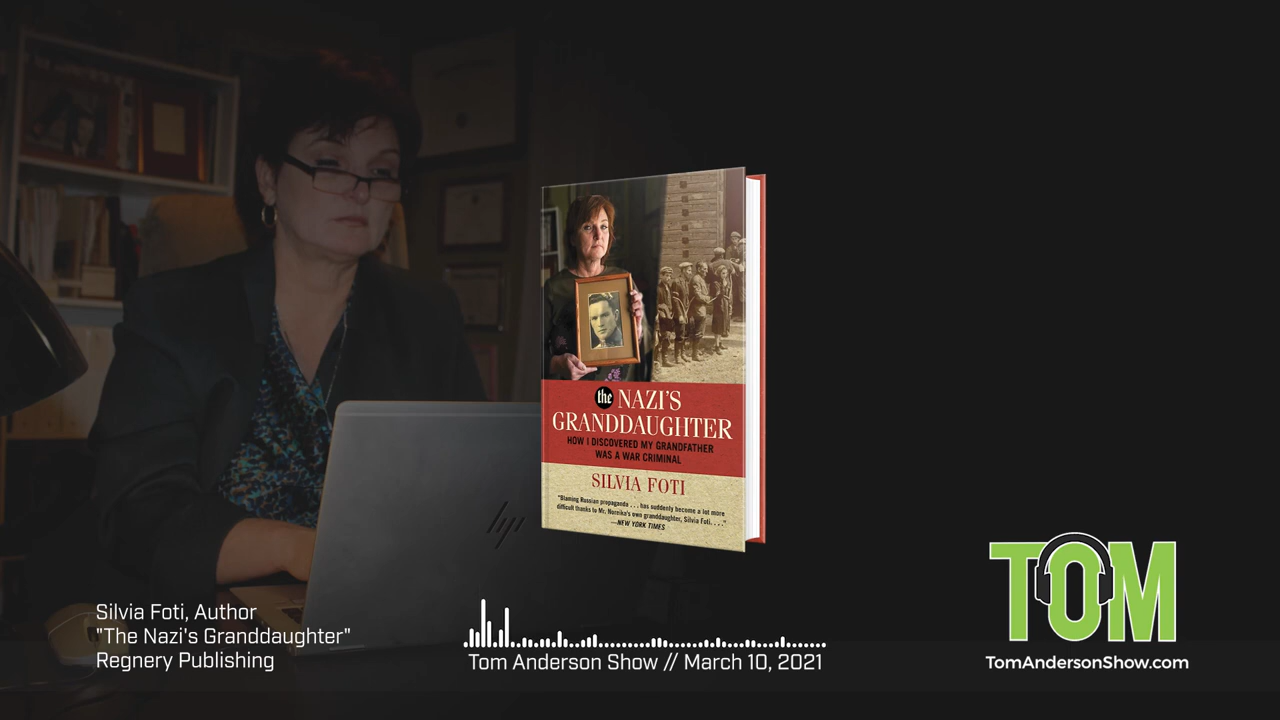 the NAZI'S
GRANDDAUGHTER
HOW I DISCOVERED MY GRANDFATHER
WAS A WAR CRIMINAL
SILVIA FOTI
"Blaming Russian propaganda . . . has suddenly become a lot more
difficult thanks to Mr. Noreika's own granddaughter, Silvia Foti. . . ."
—NEW YORK TIMES
hp
Silvia Foti, Author
"The Nazi's Granddaughter"
Regnery Publishing
Tom Anderson Show // March 10, 2021
TOM
TomAndersonShow.com